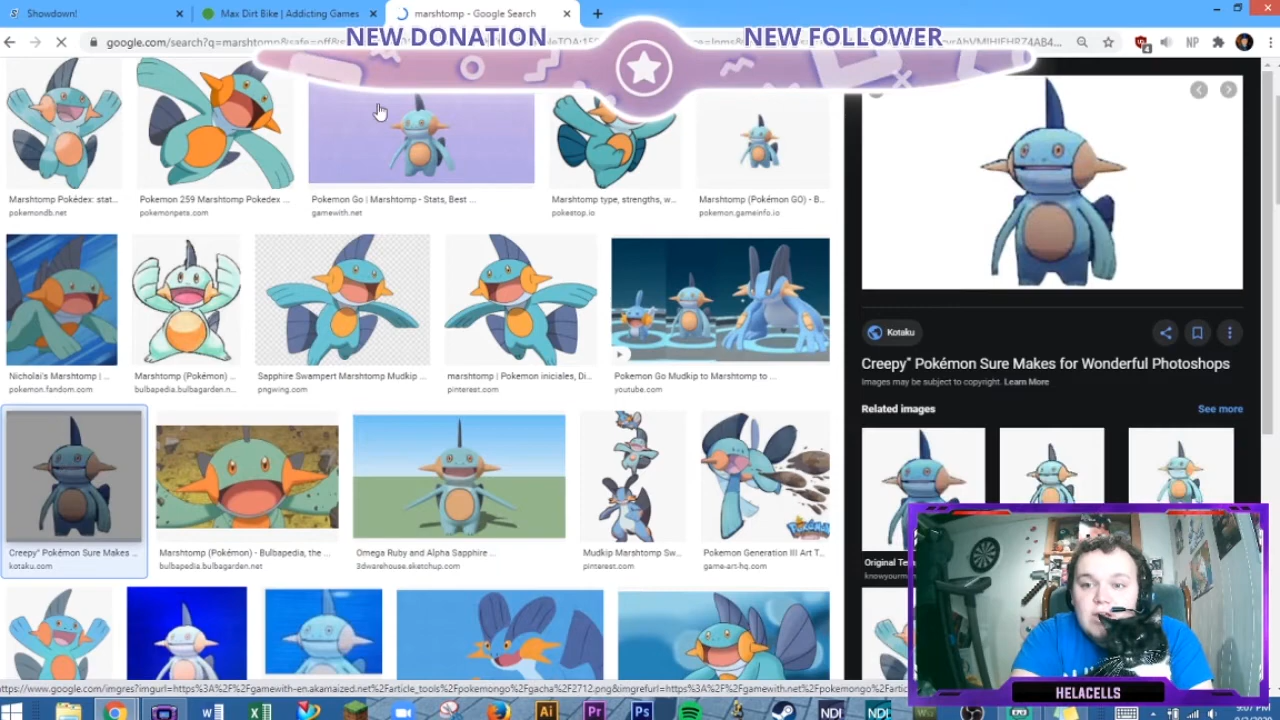 Showdown!
Max Dirt Bike | Addicting Games
marshtomp - Google Search
NEW DONATION
NEW FOLLOWER
Marshtomp Pokédex: stat...
pokemondb.net
Pokemon 259 Marshtomp Pokedex ...
pokemonpets.com
Pokemon Go | Marshtomp - Stats, Best ...
gamewith.net
Marshtomp type, strengths, w...
pokestop.io
Marshtomp (Pokémon GO) - B...
pokemon.gameinfo.io
Kotaku
Creepy" Pokémon Sure Makes for Wonderful Photoshops
Images may be subject to copyright. Learn More
Related images
See more
Nicholai's Marshtomp | ...
pokemon.fandom.com
Marshtomp (Pokémon) ...
bulbapedia.bulbagarden.n...
Sapphire Swampert Marshtomp Mudkip ...
pngwing.com
marshtomp | Pokemon iniciales, Di...
pinterest.com
Pokemon Go Mudkip to Marshtomp to ...
youtube.com
Creepy" Pokémon Sure Makes ...
kotaku.com
Marshtomp (Pokémon) - Bulbapedia, the ...
bulbapedia.bulbagarden.net
Omega Ruby and Alpha Sapphire ...
3dwarehouse.sketchup.com
Mudkip Marshtomp Sw...
pinterest.com
Pokemon Generation III Art T...
game-art-hq.com
HELACELLS
9:07 PM